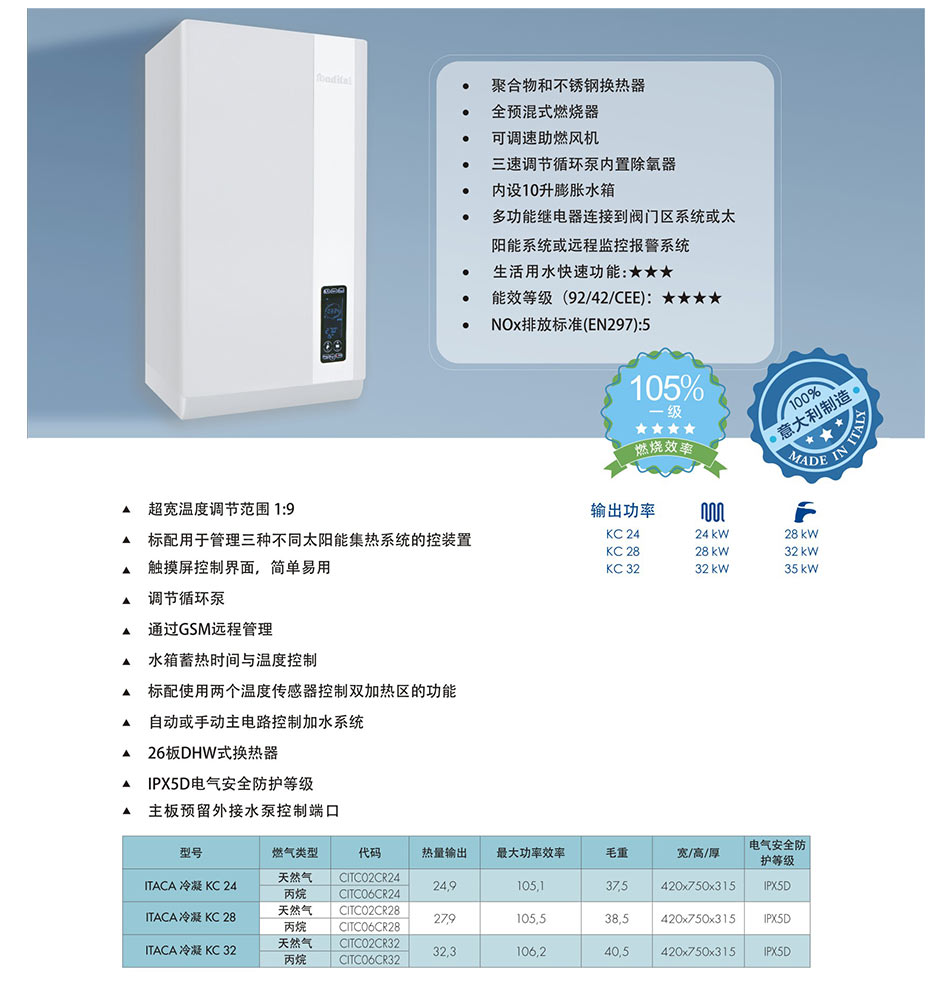 Fondital
聚合物和不锈钢换热器
全预混式燃烧器
可调速助燃风机
三速调节循环泵内置除氧器
内设10升膨胀水箱
多功能继电器连接到阀门区系统或太
阳能系统或远程监控报警系统
生活用水快速功能:★★★
能效等级（92/42/CEE）：★★★★
NOx排放标准(EN297):5
105%
一级
★★★★
燃烧效率
100%
意大利制造
MADE IN ITALY
超宽温度调节范围 1:9
标配用于管理三种不同太阳能集热系统的控装置
触摸屏控制界面，简单易用
调节循环泵
通过GSM远程管理
水箱蓄热时间与温度控制
标配使用两个温度传感器控制双加热区的功能
自动或手动主电路控制加水系统
26板DHW式换热器
IPX5D电气安全防护等级
主板预留外接水泵控制端口
输出功率
KC 24 24 kW 28 kW
KC 28 28 kW 32 kW
KC 32 32 kW 35 kW
型号 燃气类型 代码 热量输出 最大功率效率 毛重 宽/高/厚 电气安全防
护等级
ITACA 冷凝 KC 24 天然气 CITC02CR24 24,9 105,1 37,5 420x750x315 IPX5D
丙烷 CITC06CR24
ITACA 冷凝 KC 28 天然气 CITC02CR28 27,9 105,5 38,5 420x750x315 IPX5D
丙烷 CITC06CR28
ITACA 冷凝 KC 32 天然气 CITC02CR32 32,3 106,2 40,5 420x750x315 IPX5D
丙烷 CITC06CR32